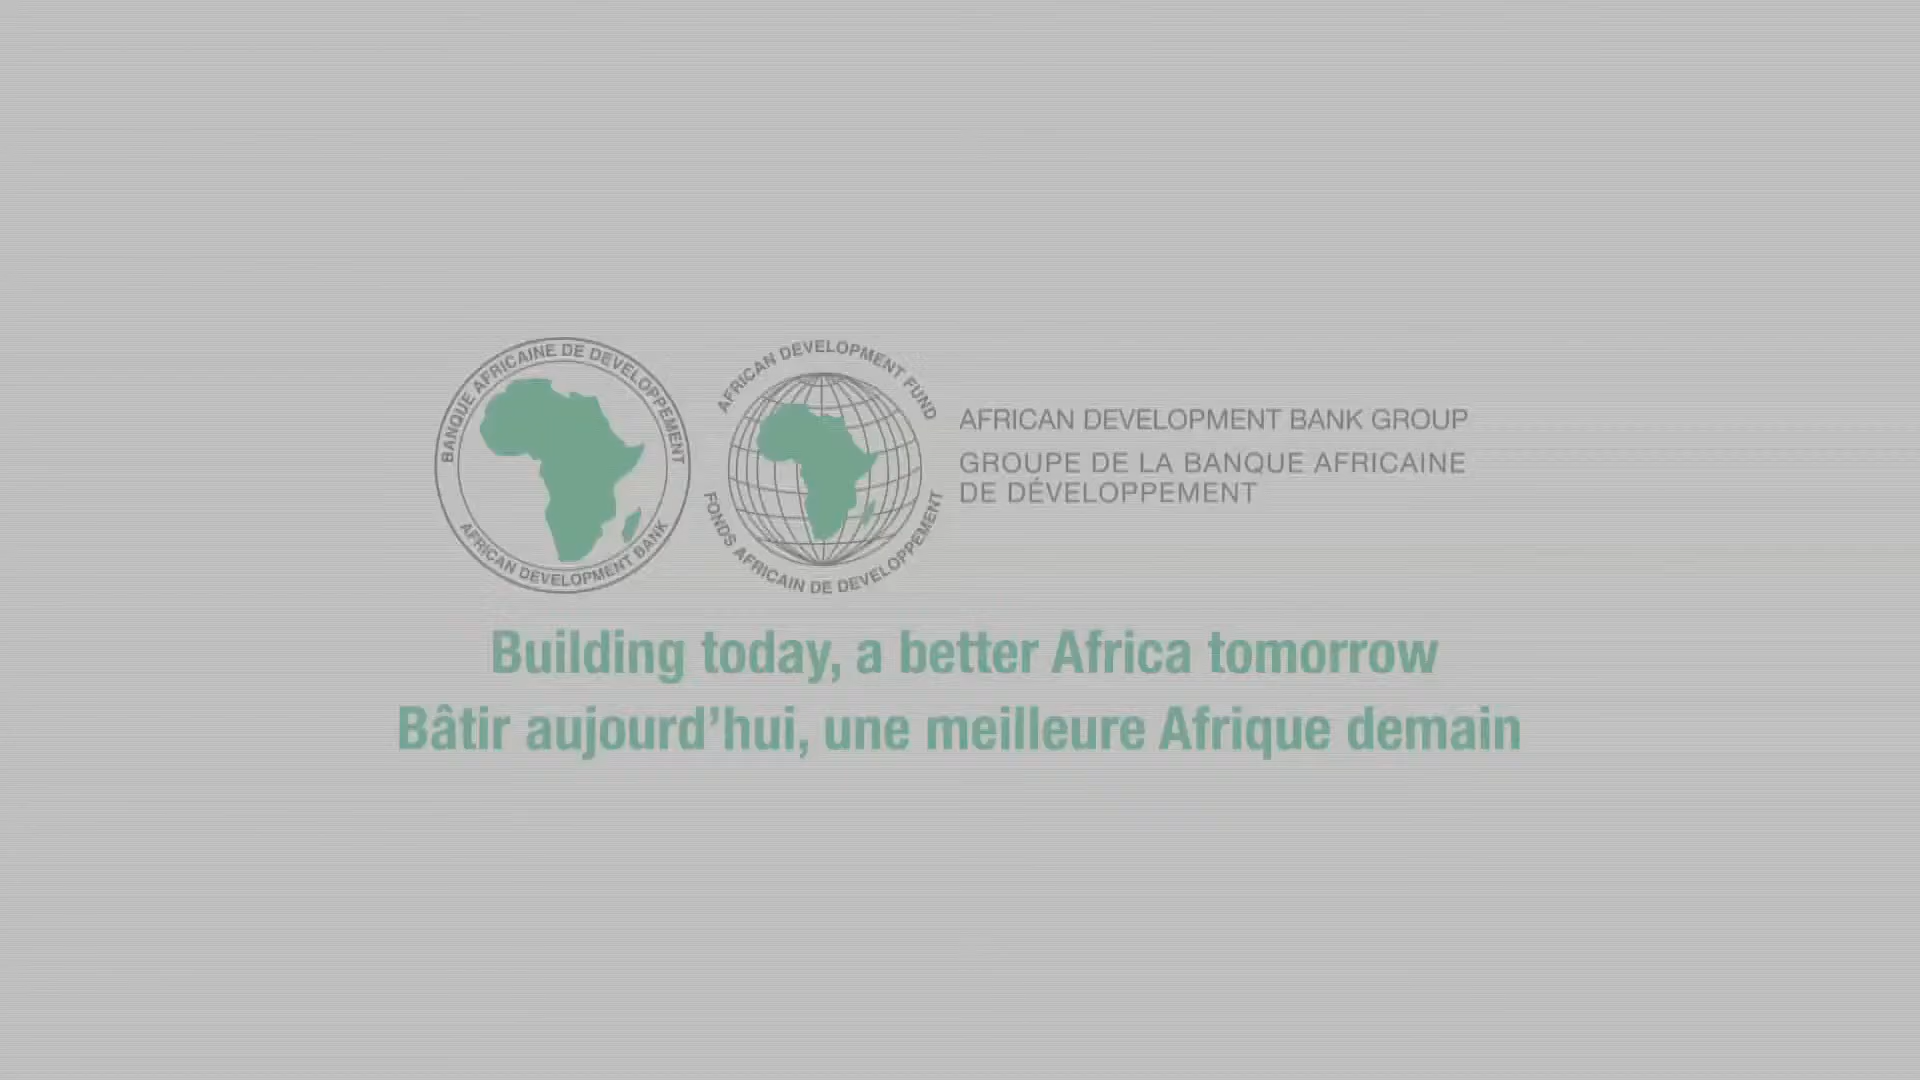 BANQUE AFRICAINE DE DEVELOPPEMENT
AFRICAN DEVELOPMENT BANK
AFRICAN DEVELOPMENT FUND
FONDS AFRICAIN DE DEVELOPPEMENT
AFRICAN DEVELOPMENT BANK GROUP
GROUPE DE LA BANQUE AFRICAINE
DE DÉVELOPPEMENT
Building today, a better Africa tomorrow
Bâtir aujourd’hui, une meilleure Afrique demain